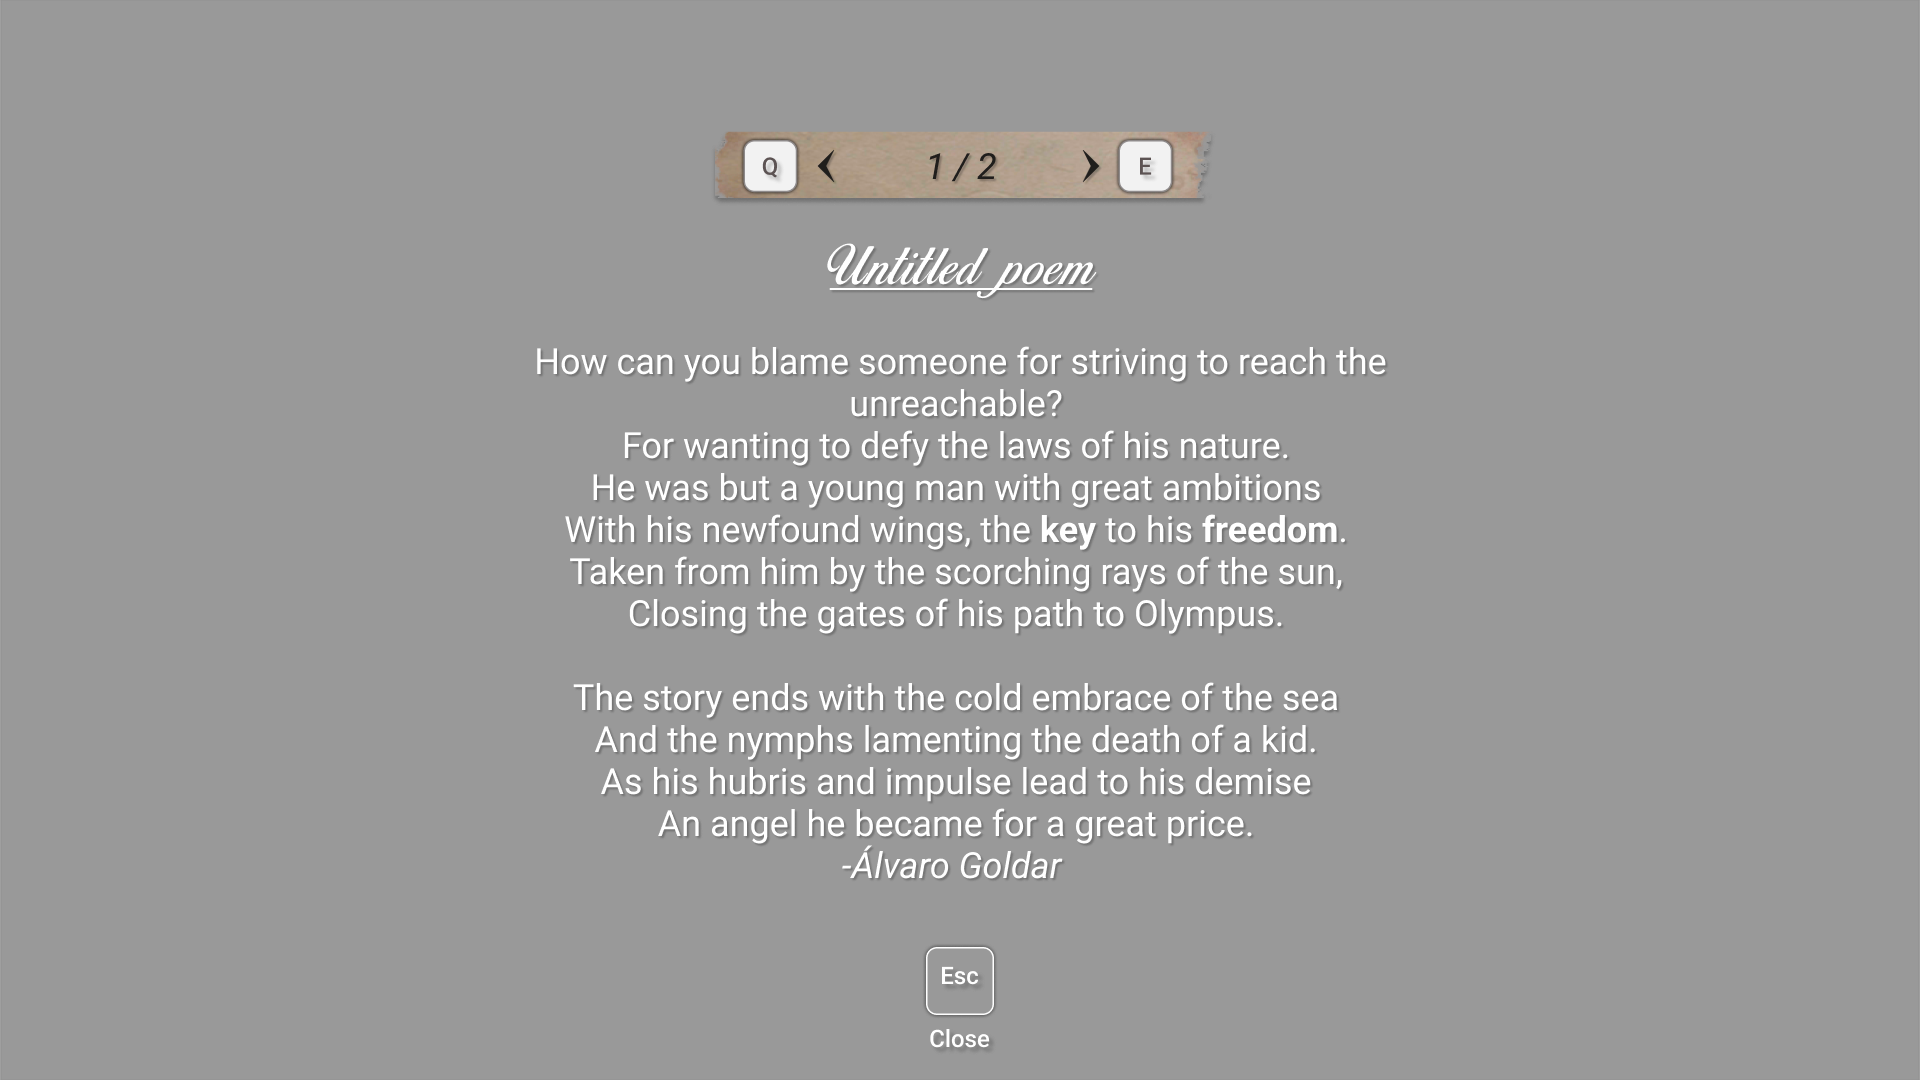 Q 1 / 2 E
Untitled poem
How can you blame someone for striving to reach the
unreachable?
For wanting to defy the laws of his nature.
He was but a young man with great ambitions
With his newfound wings, the key to his freedom.
Taken from him by the scorching rays of the sun,
Closing the gates of his path to Olympus.
The story ends with the cold embrace of the sea
And the nymphs lamenting the death of a kid.
As his hubris and impulse lead to his demise
An angel he became for a great price.
-Álvaro Goldar
Esc
Close